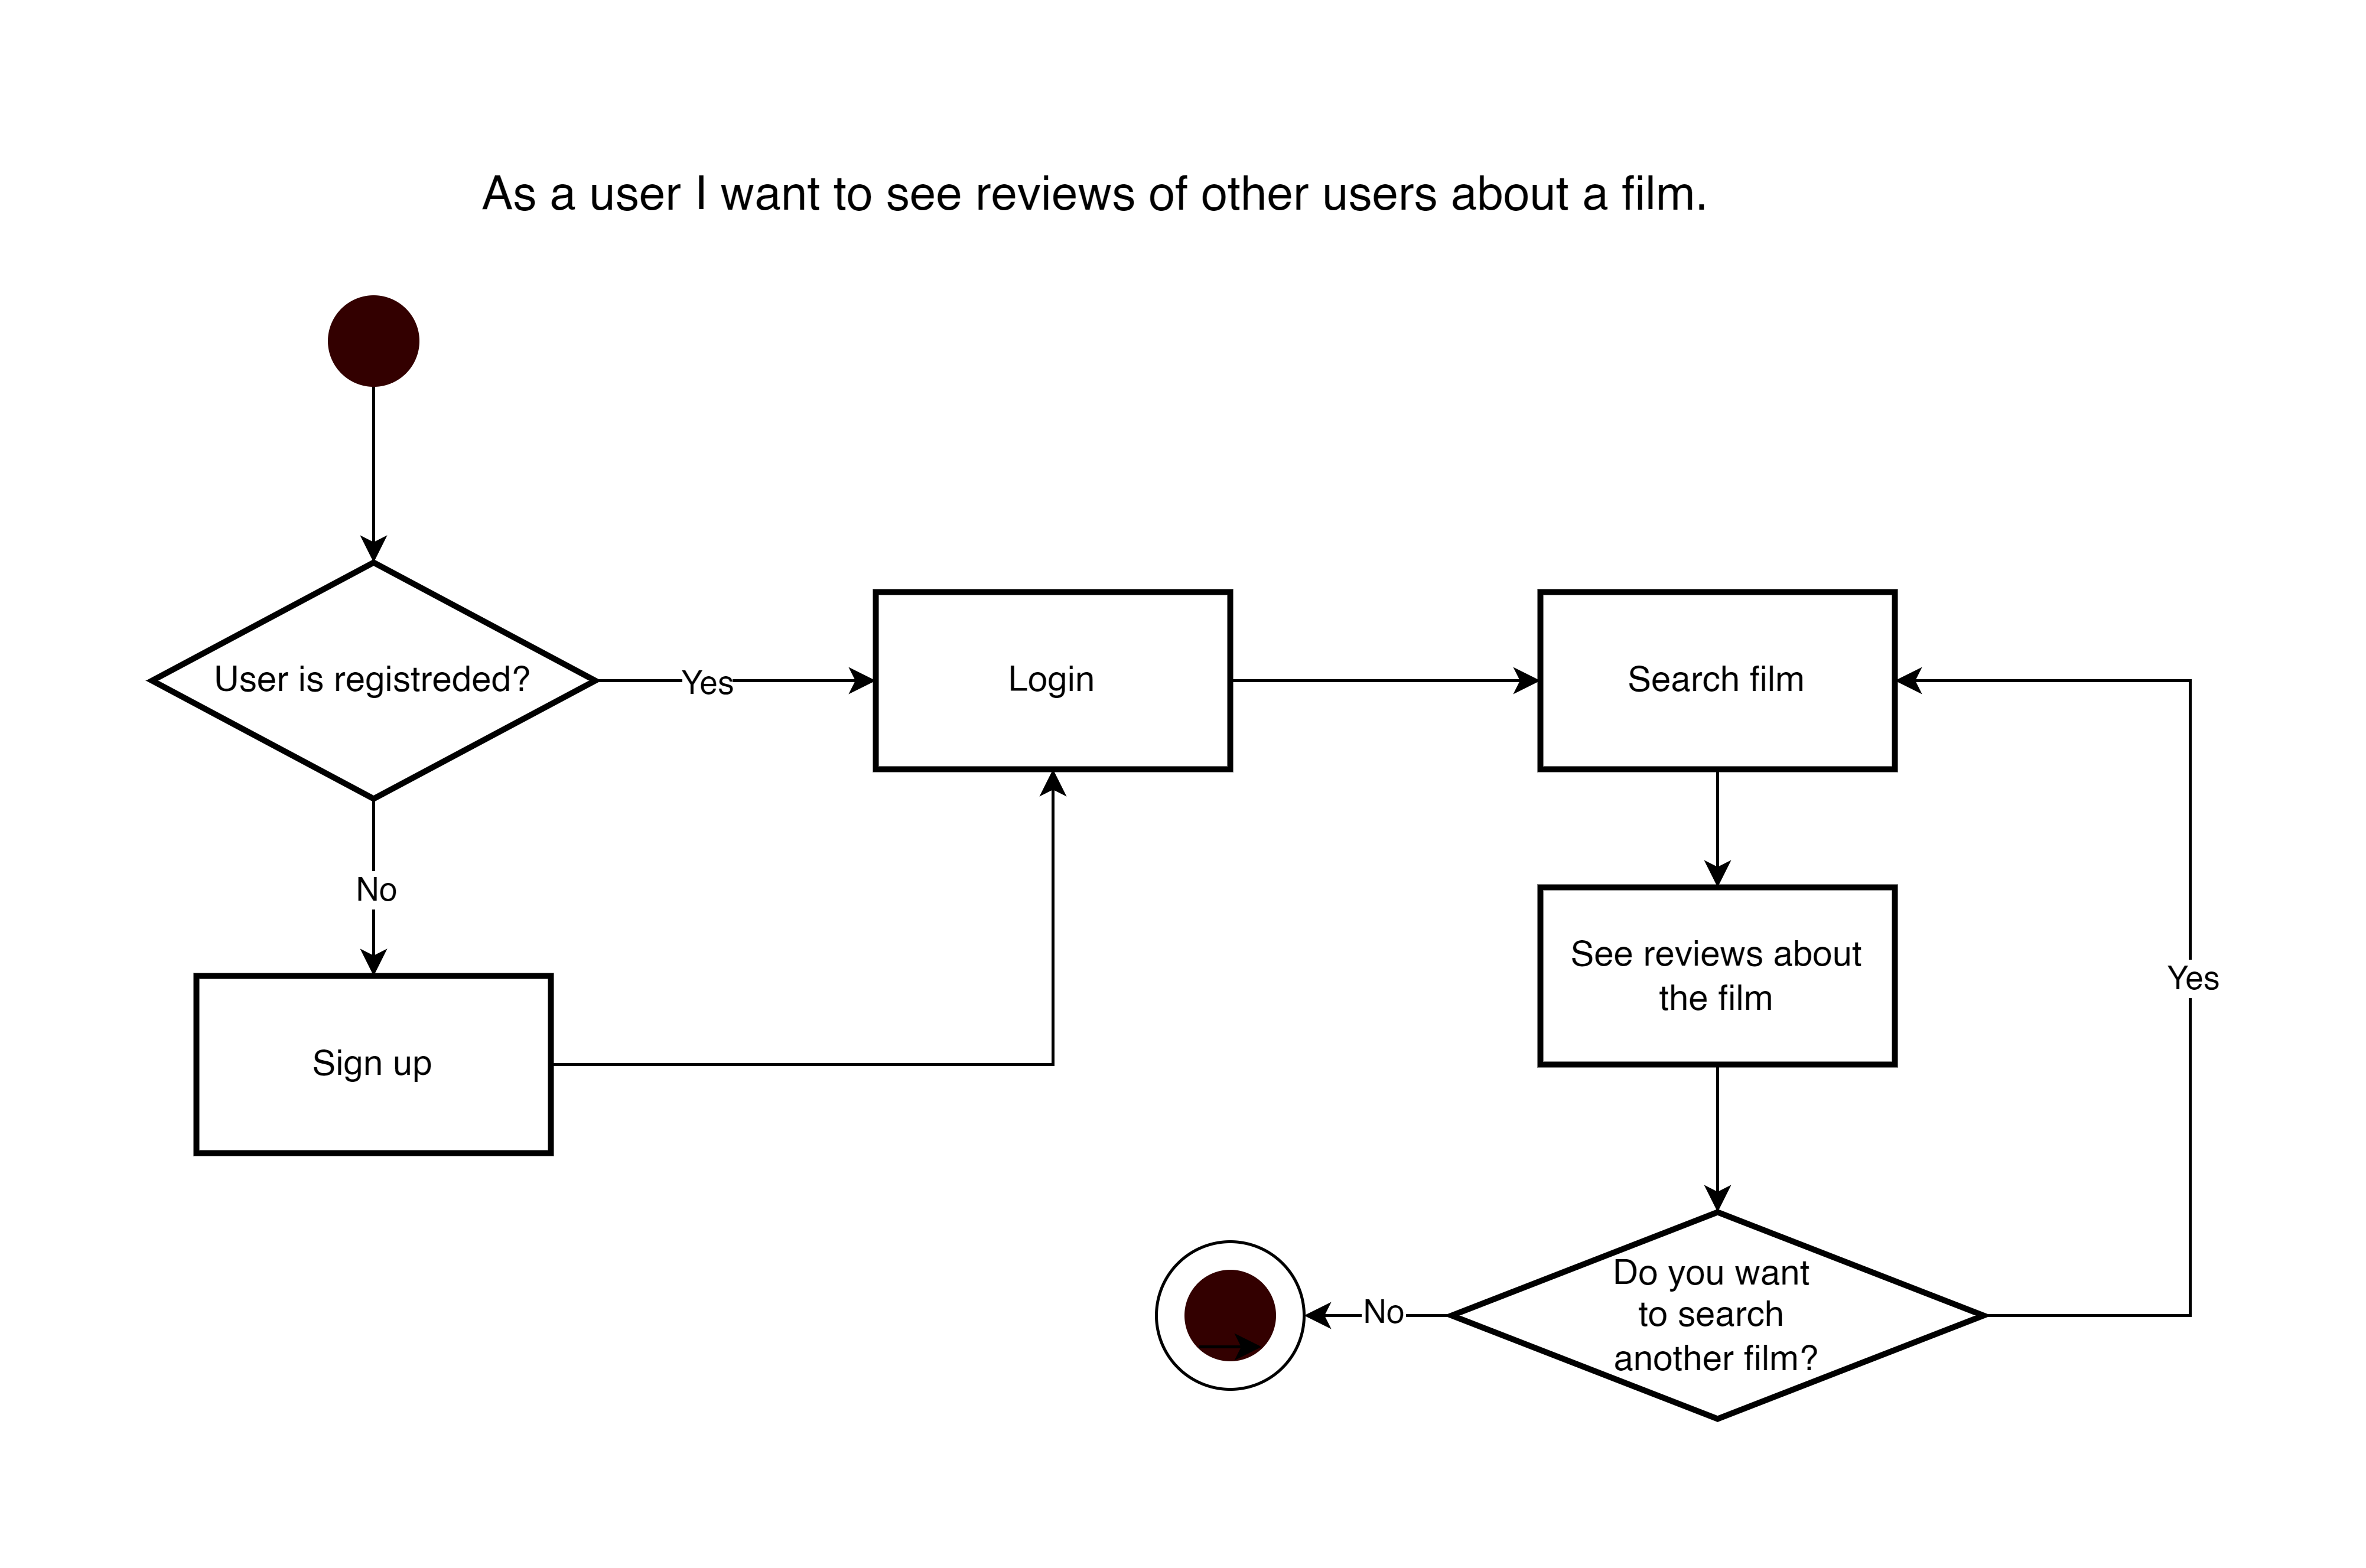 As a user I want to see reviews of other users about a film.
User is registreded?
Yes
Login
Search film
No
Sign up
See reviews about
the film
Yes
Do you want
to search
another film?
No